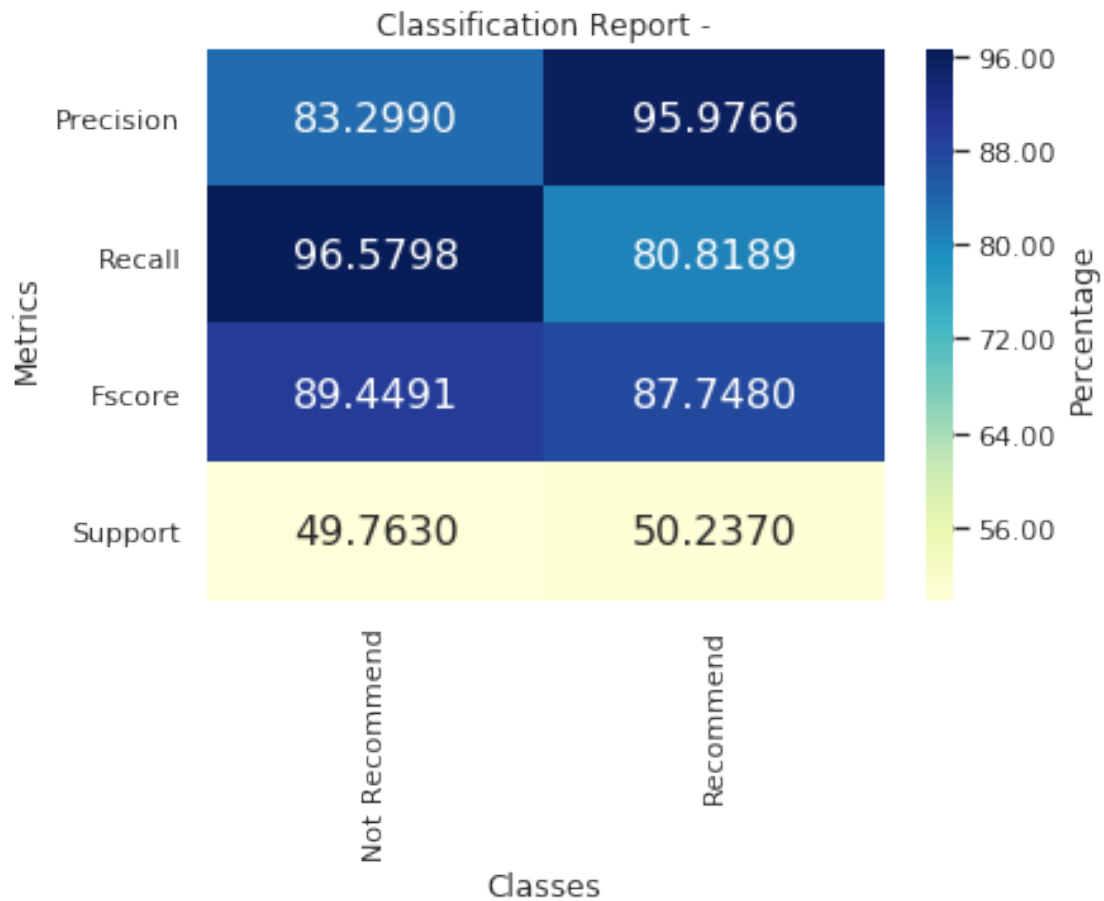 Classification Report -
Precision 83.2990 95.9766
Recall 96.5798 80.8189
Fscore 89.4491 87.7480
Support 49.7630 50.2370
Metrics
Not Recommend
Recommend
Classes
96.00
88.00
80.00
72.00
64.00
56.00
Percentage